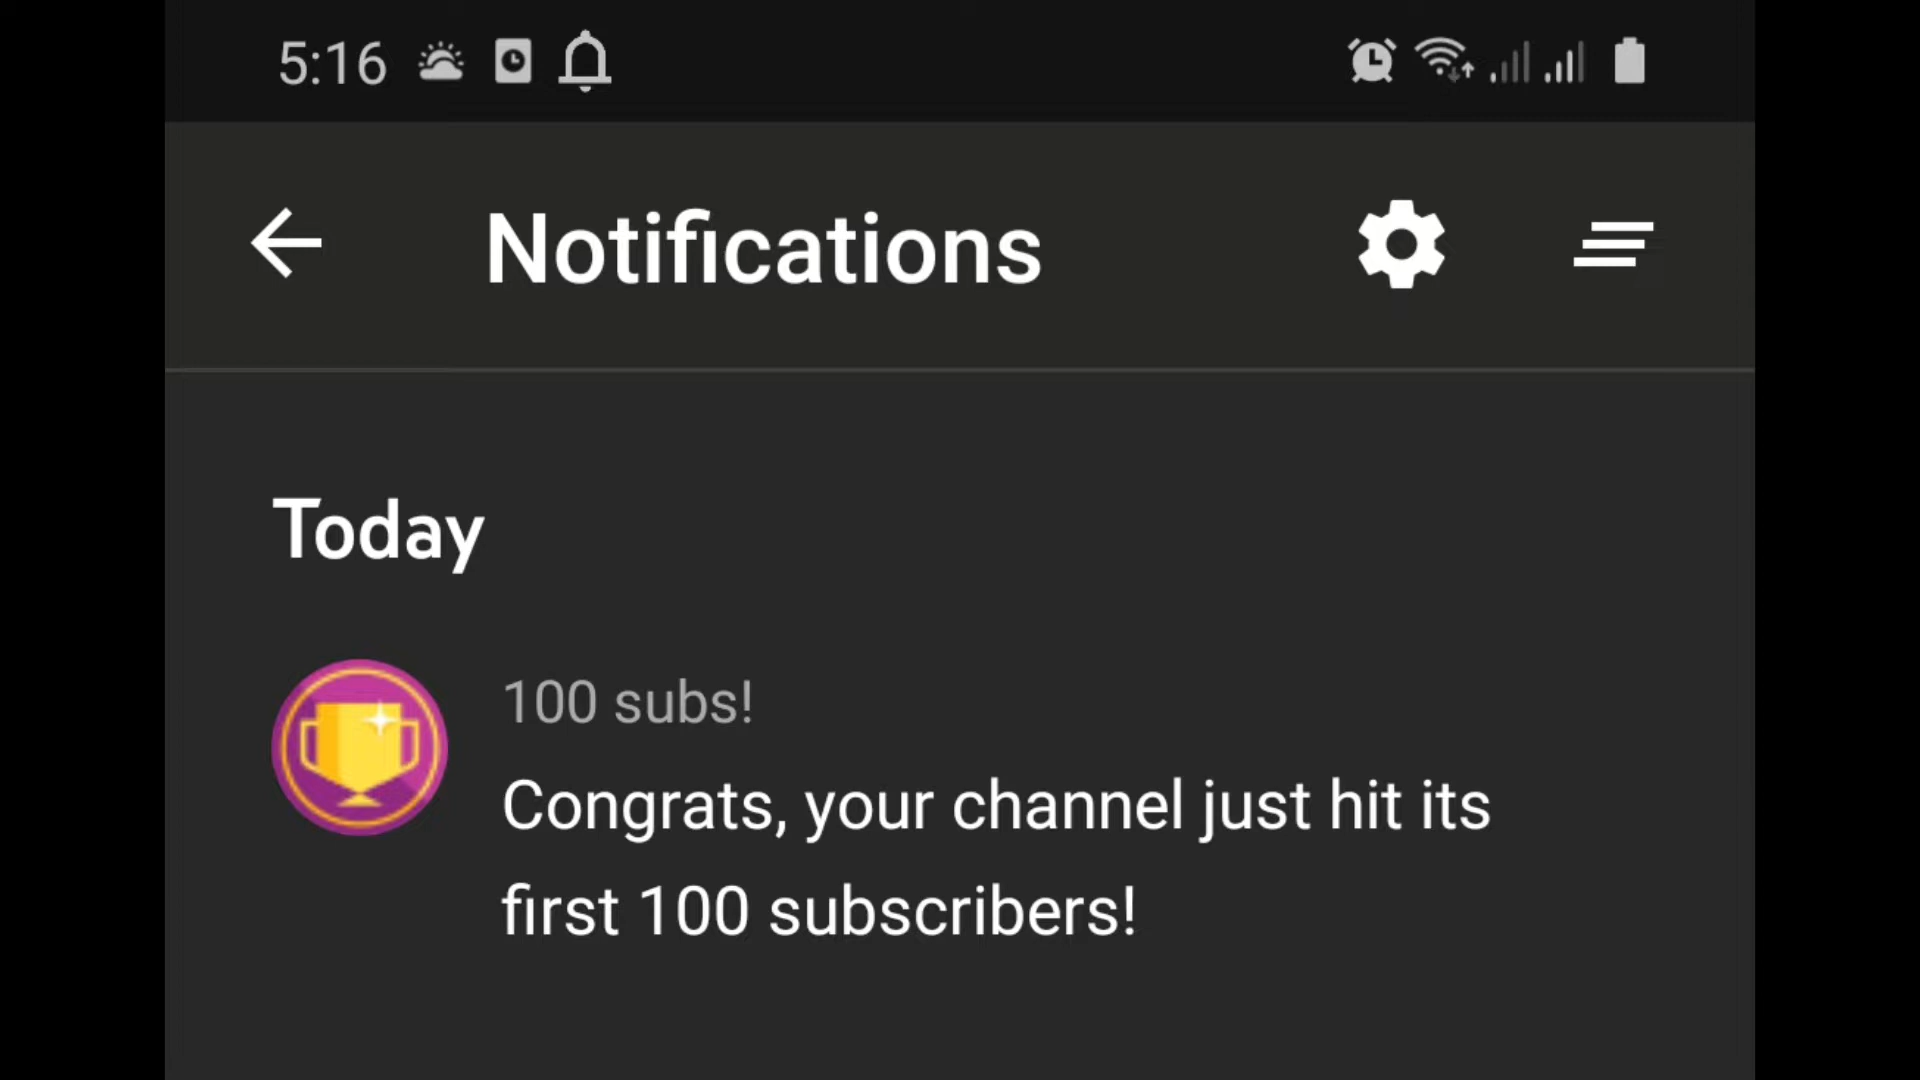 5:16
Notifications
Today
100 subs!
Congrats, your channel just hit its
first 100 subscribers!